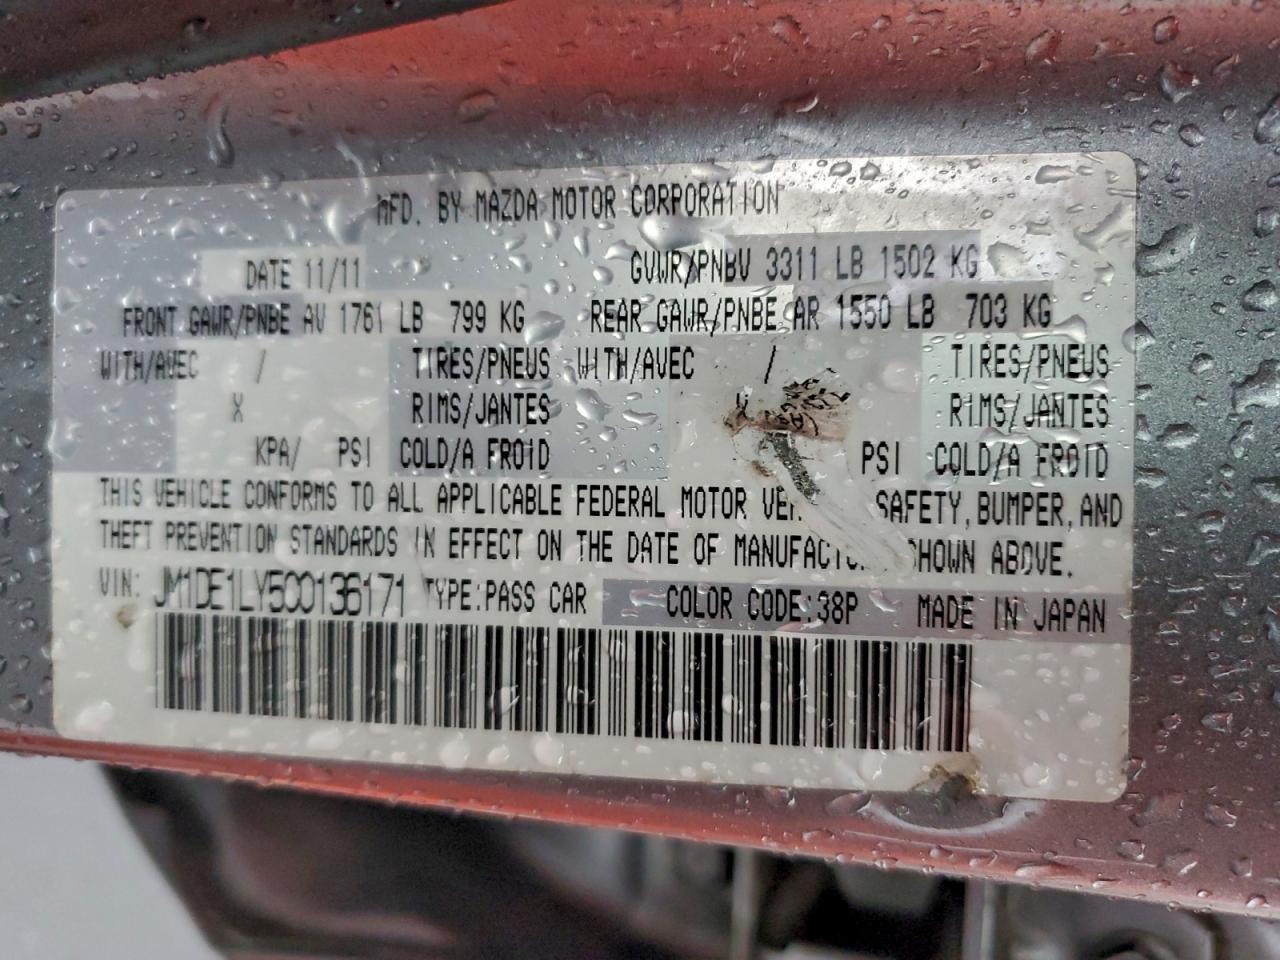 MFD. BY MAZDA MOTOR CORPORATION
DATE 11/11 GVWR/PNBV 3311 LB 1502 KG
FRONT GAWR/PNBE AV 1761 LB 799 KG REAR GAWR/PNBE AR 1550 LB 703 KG
WITH/AVEC / TIRES/PNEUS WITH/AVEC / TIRES/PNEUS
X RIMS/JANTES RIMS/JANTES
KPA/ PSI COLD/A FROID PSI COLD/A FROID
THIS VEHICLE CONFORMS TO ALL APPLICABLE FEDERAL MOTOR SAFETY, BUMPER, AND
THEFT PREVENTION STANDARDS IN EFFECT ON THE DATE OF SHOWN ABOVE.
VIN: JM1DE1LY5C0136171 TYPE:PASS CAR COLOR CODE:38P MADE IN JAPAN